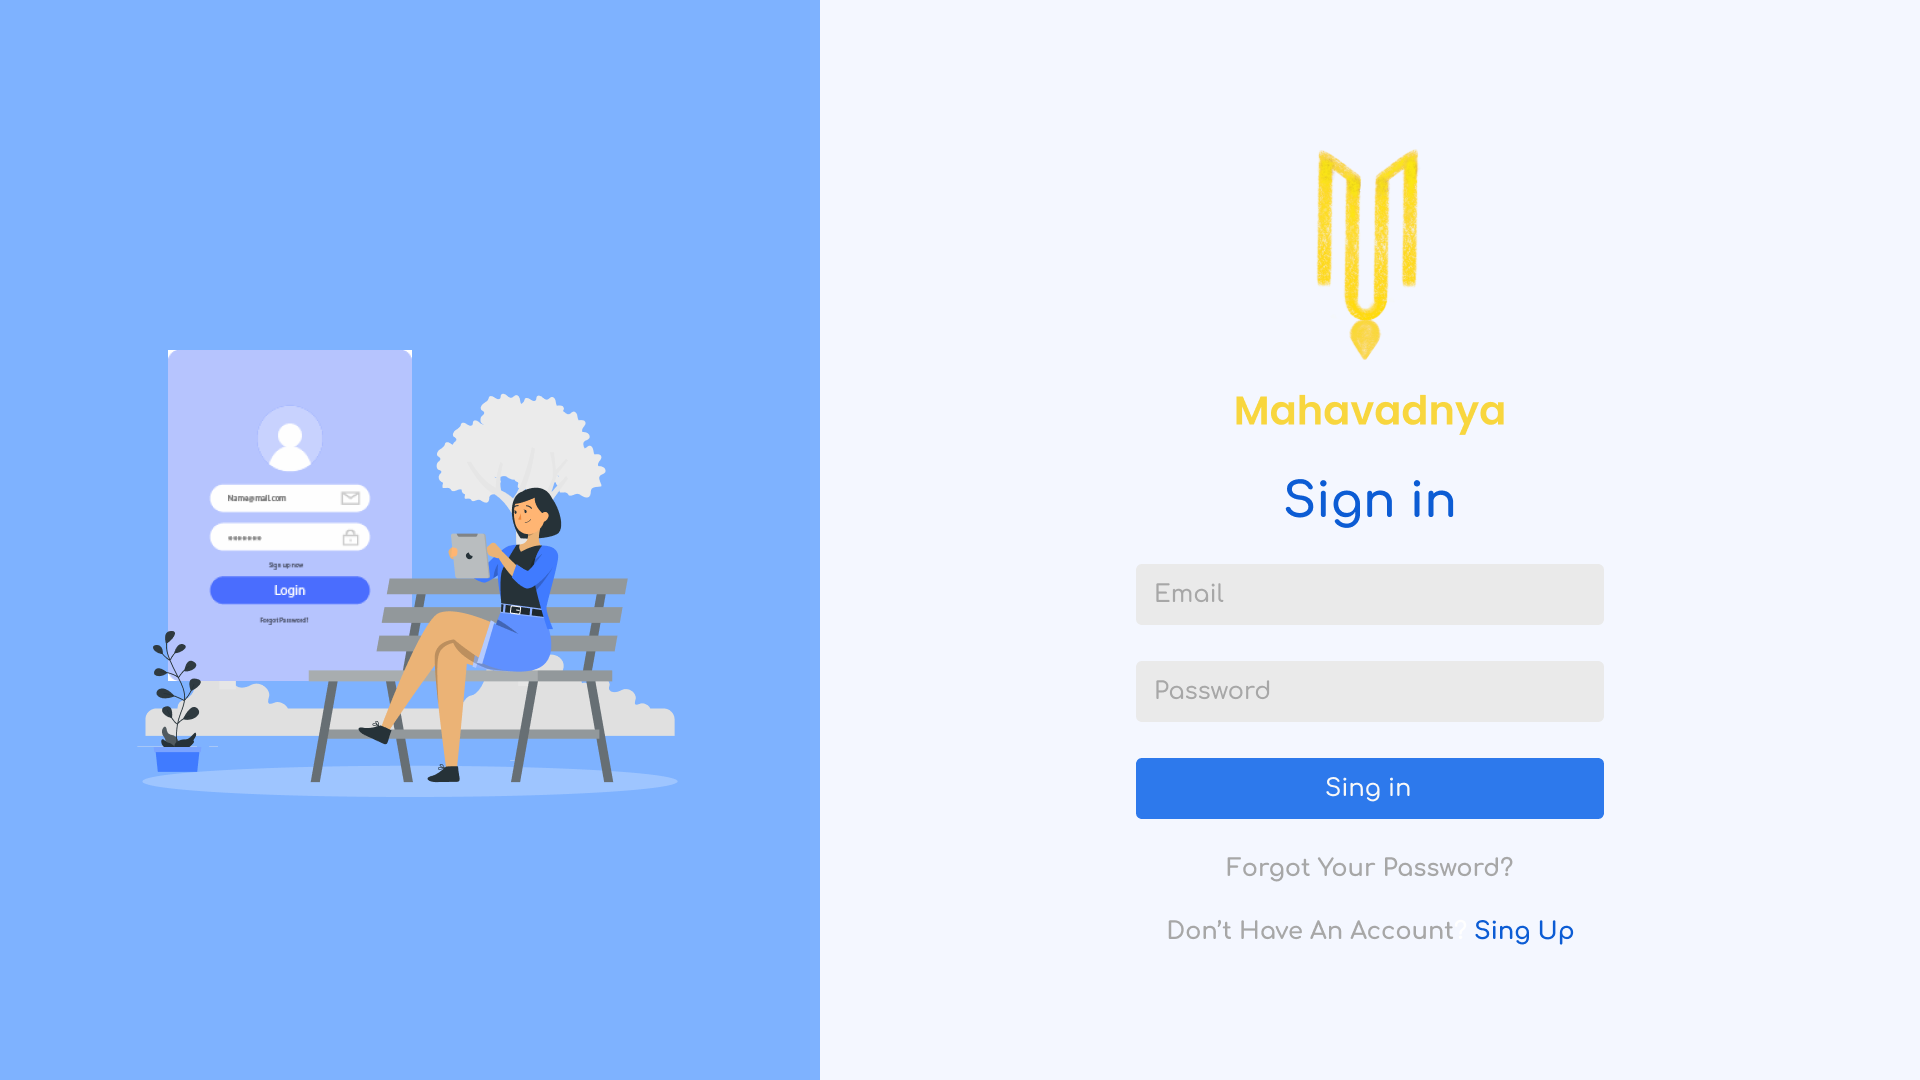 Name@mail.com
Sign up now
Login
Forgot Password?
Mahavadnya
Sign in
Email
Password
Sing in
Forgot Your Password?
Don't Have An Account? Sing Up